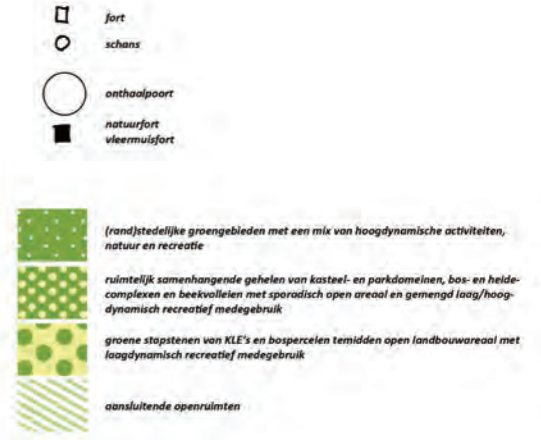 fort
schans
onthaalpoort
natuurfort
vleermuisfort
(rand)stedelijke groengebieden met een mix van hoogdynamische activiteiten,
natuur en recreatie
ruimtelijk samenhangende gehelen van kasteel- en parkdomeinen, bos- en heide-
complexen en beekvalleien met sporadisch open areaal en gemengd laag/hoog-
dynamisch recreatief medegebruik
groene stapstenen van KLE's en bospercelen temidden open landbouwareaal met
laagdynamisch recreatief medegebruik
aansluitende openruimten